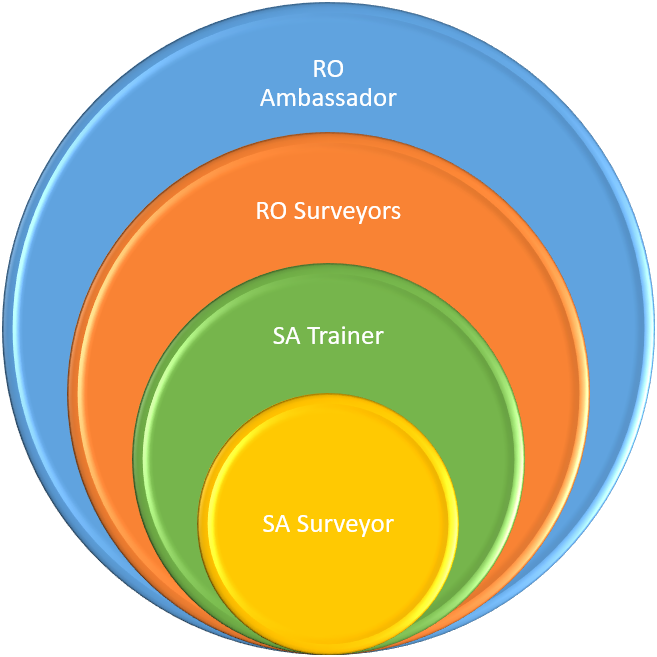 RO
Ambassador
RO Surveyors
SA Trainer
SA Surveyor